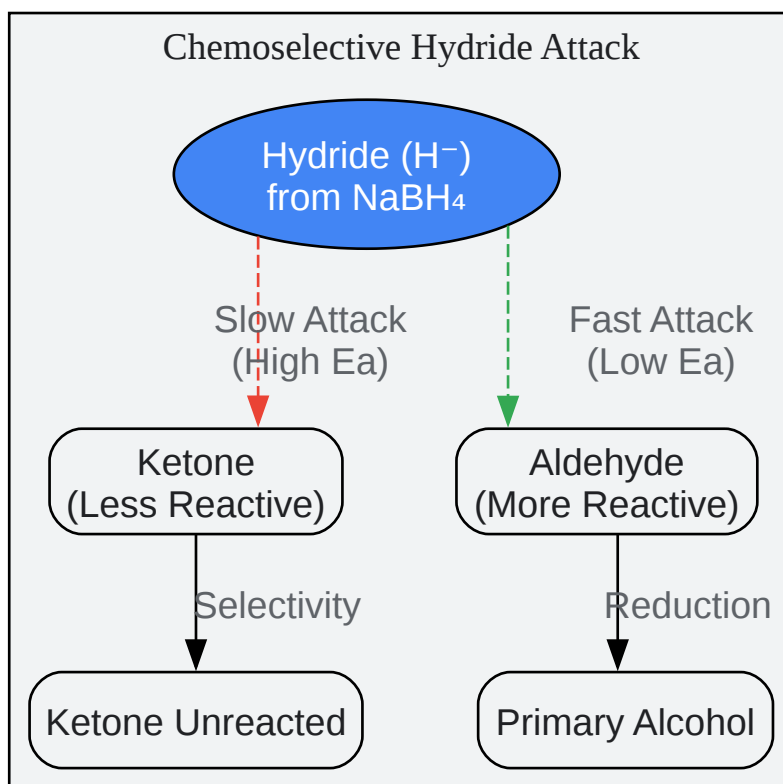 Chemoselective Hydride Attack
Hydride (H⁻)
from NaBH₄
Slow Attack
(High Ea)
Fast Attack
(Low Ea)
Ketone
(Less Reactive)
Aldehyde
(More Reactive)
Selectivity
Reduction
Ketone Unreacted
Primary Alcohol